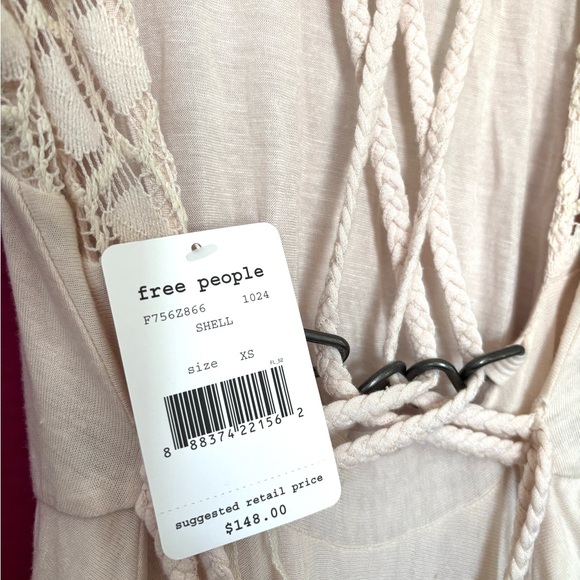 free people
F756Z866 1024
SHELL
size XS
8 88374 22156 2
suggested retail price
$148.00